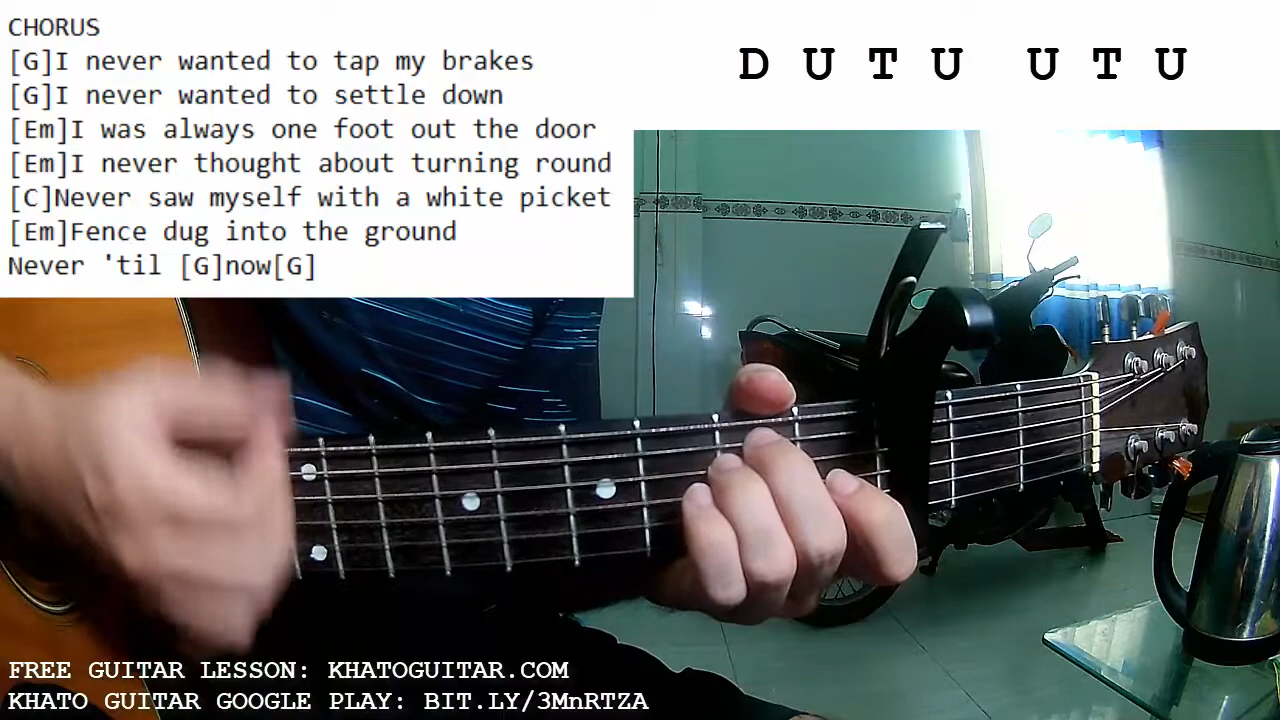 CHORUS
[G]I never wanted to tap my brakes
[G]I never wanted to settle down
[Em]I was always one foot out the door
[Em]I never thought about turning round
[C]Never saw myself with a white picket
[Em]Fence dug into the ground
Never 'til [G]now[G]
D U T U U T U
FREE GUITAR LESSON: KHATOGUITAR.COM
KHATO GUITAR GOOGLE PLAY: BIT.LY/3MnRTZA